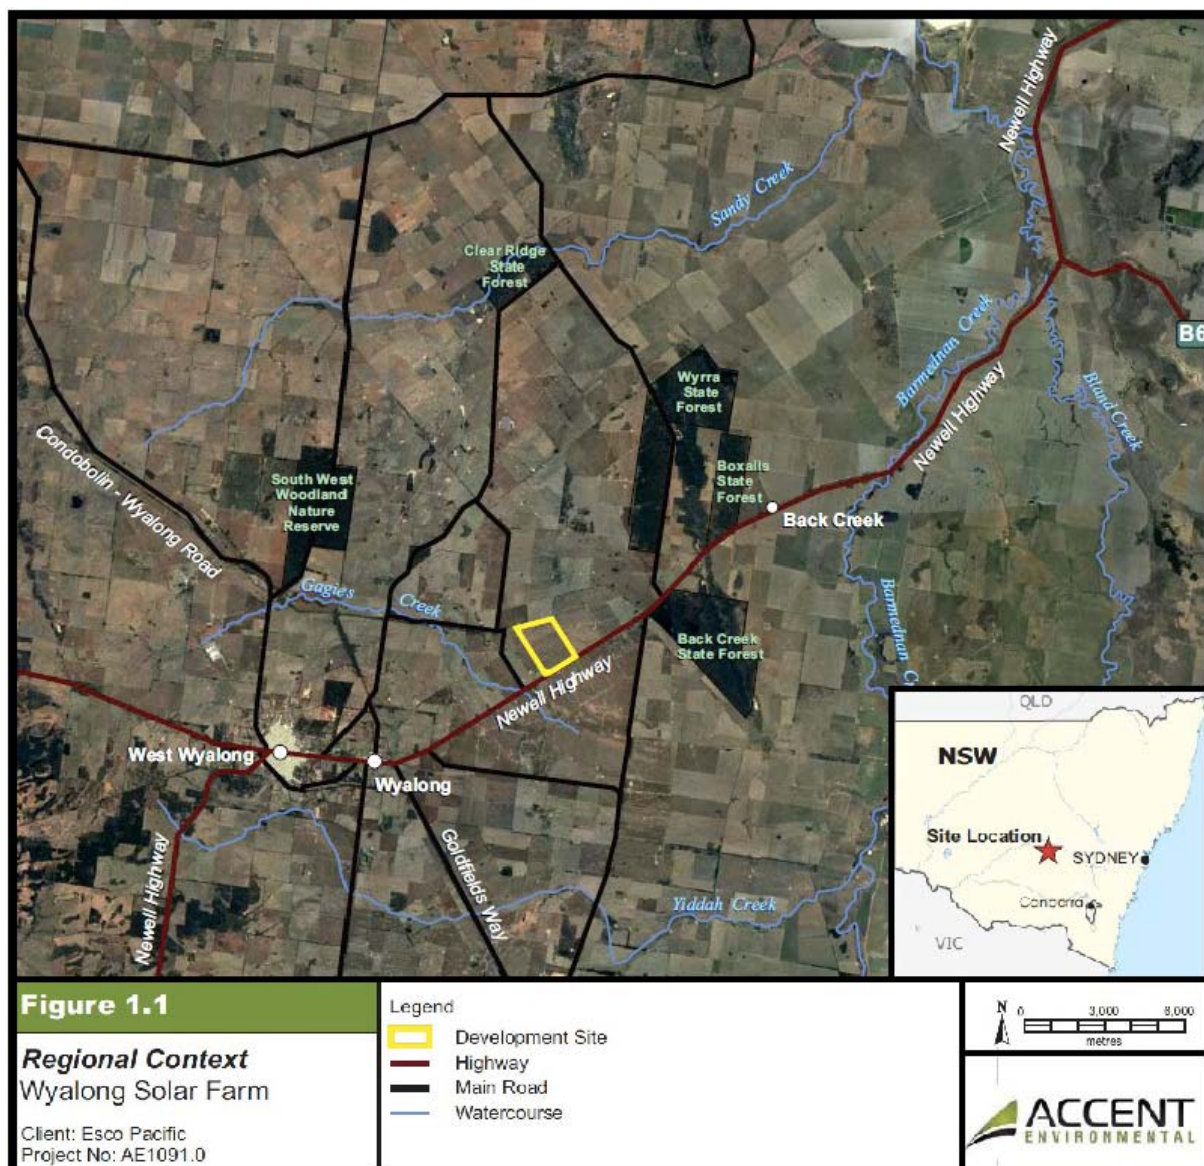 Newell Highway
Sandy Creek
Clear Ridge
State
Forest
B6
Barmednan Creek
Newell Highway
Bland Creek
Wyrra
State
Forest
Condobolin - Wyalong Road
South West
Woodland
Nature
Reserve
Boxalls
State
Forest
Back Creek
Gagies Creek
Barmednan C
Back Creek
State Forest
Newell Highway
West Wyalong
Wyalong
Newell Highway
Goldfields Way
Yiddah Creek
QLD
NSW
Site Location
SYDNEY
Canberra
VIC
Figure 1.1
Regional Context
Wyalong Solar Farm
Client: Esco Pacific
Project No: AE1091.0
Legend
Development Site
Highway
Main Road
Watercourse
N
0 3,000 6,000
metres
ACCENT
ENVIRONMENTAL